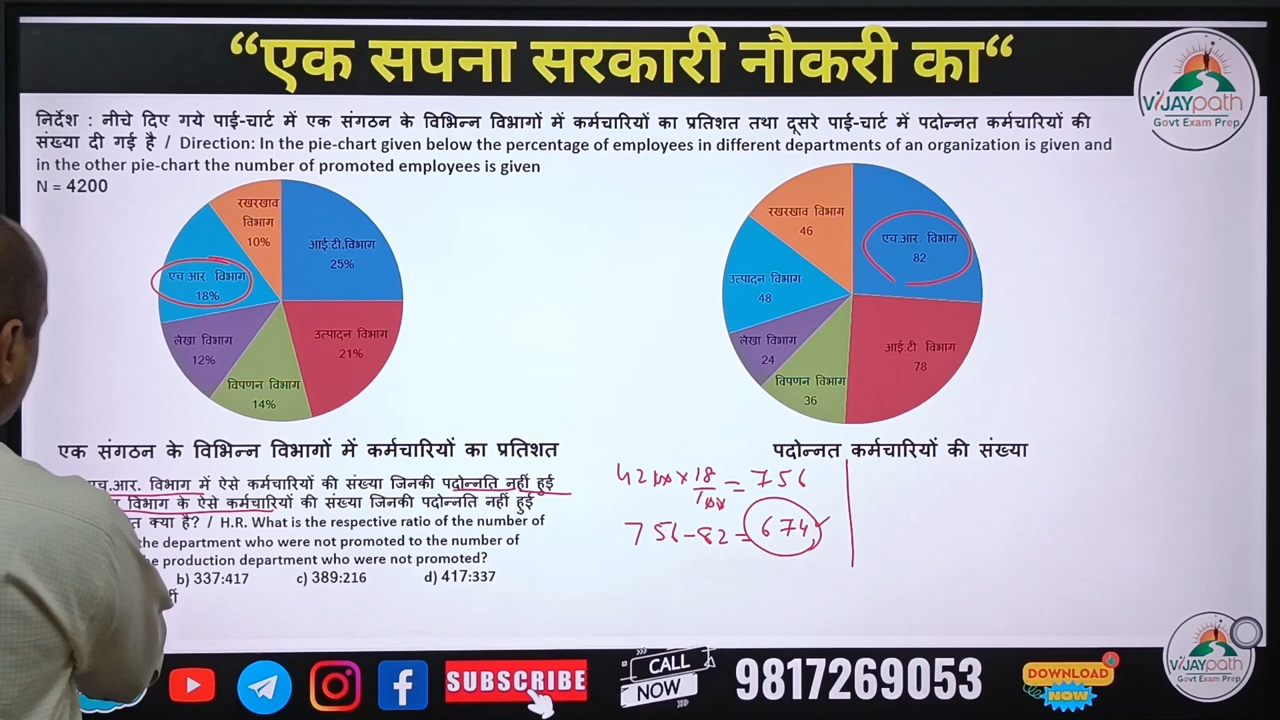 “एक सपना सरकारी नौकरी का“
VIJAYpath
Govt Exam Prep
निर्देश : नीचे दिए गये पाई-चार्ट में एक संगठन के विभिन्न विभागों में कर्मचारियों का प्रतिशत तथा दूसरे पाई-चार्ट में पदोन्नत कर्मचारियों की
संख्या दी गई है / Direction: In the pie-chart given below the percentage of employees in different departments of an organization is given and
in the other pie-chart the number of promoted employees is given
N = 4200
रखरखाव
विभाग
10%
आई.टी.विभाग
25%
एच.आर. विभाग
18%
उत्पादन विभाग
21%
लेखा विभाग
12%
विपणन विभाग
14%
एक संगठन के विभिन्न विभागों में कर्मचारियों का प्रतिशत
रखरखाव विभाग
46
एच.आर. विभाग
82
उत्पादन विभाग
48
लेखा विभाग
24
आई.टी. विभाग
78
विपणन विभाग
36
पदोन्नत कर्मचारियों की संख्या
एच.आर. विभाग में ऐसे कर्मचारियों की संख्या जिनकी पदोन्नति नहीं हुई
विभाग के ऐसे कर्मचारियों की संख्या जिनकी पदोन्नति नहीं हुई
क्या है? / H.R. What is the respective ratio of the number of
the department who were not promoted to the number of
production department who were not promoted?
b) 337:417 c) 389:216 d) 417:337
4200 × 18/100 = 756
756-82 = 674
SUBSCRIBE
CALL
NOW
9817269053
DOWNLOAD
NOW
VIJAYpath
Govt Exam Prep